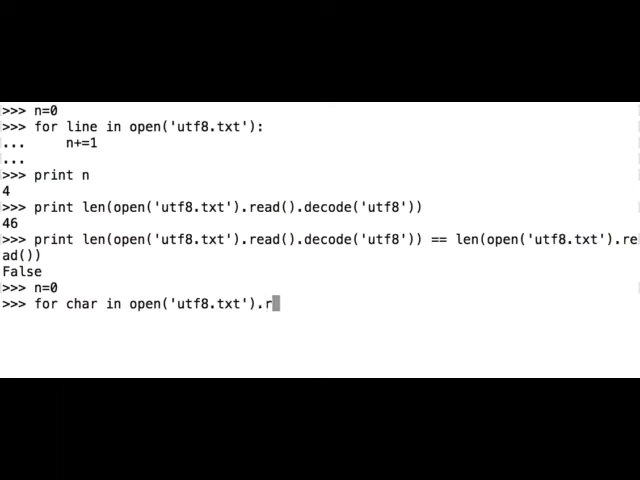 >>> n=0
>>> for line in open('utf8.txt'):
...     n+=1
...
>>> print n
4
>>> print len(open('utf8.txt').read().decode('utf8'))
46
>>> print len(open('utf8.txt').read().decode('utf8')) == len(open('utf8.txt').re
ad())
False
>>> n=0
>>> for char in open('utf8.txt').r